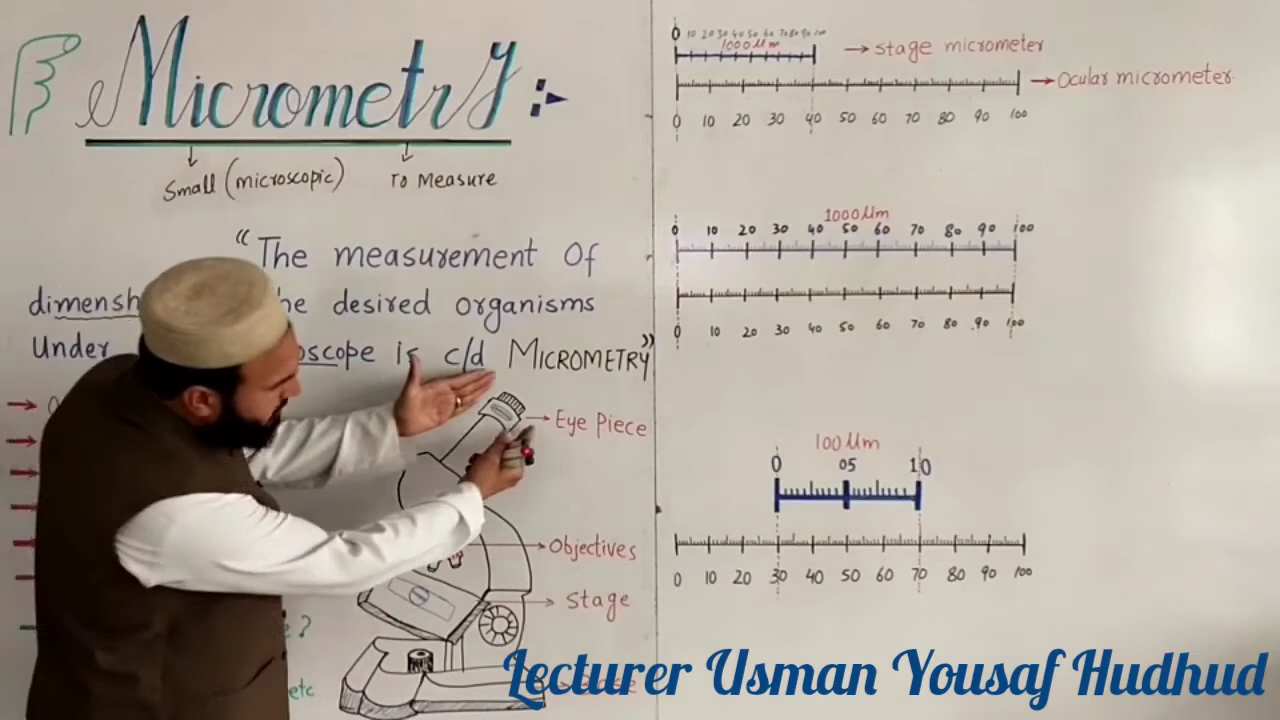 Micrometry:-
Small (microscopic) To Measure
"The measurement Of
dimensh he desired organisms
Under oscope is c/d MICROMETRY"
Eye Piece
Objectives
Stage
?
etc
0 10 20 30 40 50 60 70 80 90 100
1000 µm
stage micrometer
Ocular micrometer
0 10 20 30 40 50 60 70 80 90 100
1000 µm
0 10 20 30 40 50 60 70 80 90 100
0 10 20 30 40 50 60 70 80 90 100
100 µm
0 05 10
0 10 20 30 40 50 60 70 80 90 100
Lecturer Usman Yousaf Hudhud